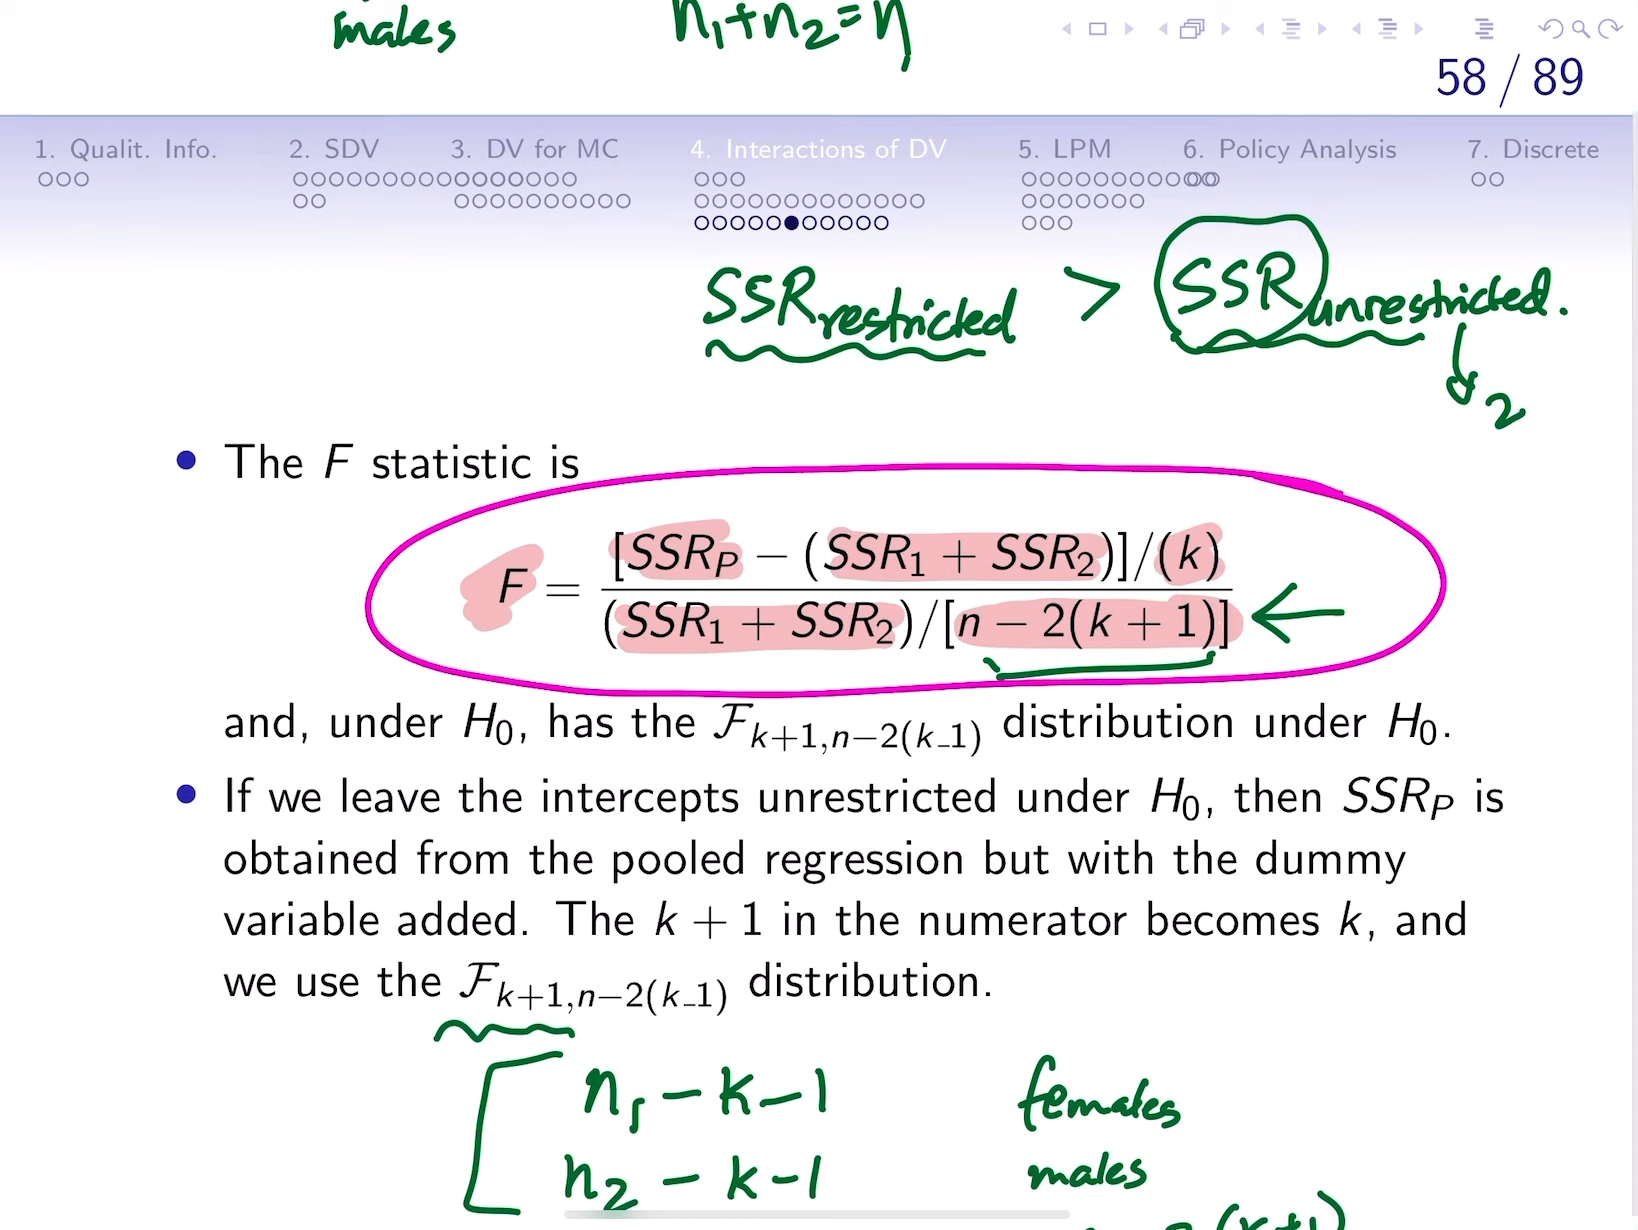 males n₁+n₂=n
58 / 89
1. Qualit. Info. 2. SDV 3. DV for MC 4. Interactions of DV 5. LPM 6. Policy Analysis 7. Discrete
SSR restricted > SSR unrestricted.
2
• The F statistic is
F = [SSR_P − (SSR₁ + SSR₂)]/(k)
(SSR₁ + SSR₂)/[n − 2(k + 1)]
and, under H₀, has the ℱ_{k+1,n−2(k_1)} distribution under H₀.
• If we leave the intercepts unrestricted under H₀, then SSR_P is
obtained from the pooled regression but with the dummy
variable added. The k + 1 in the numerator becomes k, and
we use the ℱ_{k+1,n−2(k_1)} distribution.
n₁ − k − 1 females
n₂ − k − 1 males